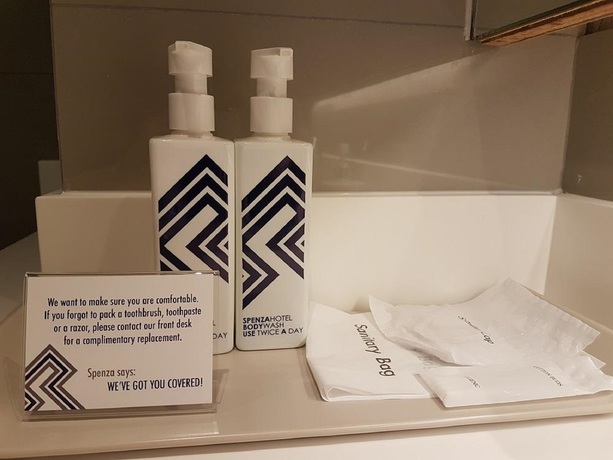 We want to make sure you are comfortable.
If you forgot to pack a toothbrush, toothpaste
or a razor, please contact our front desk
for a complimentary replacement.
Spenza says:
WE'VE GOT YOU COVERED!
DAY
SPENZAHOTEL
BODYWASH
USE TWICE A DAY
Sanitary Bag